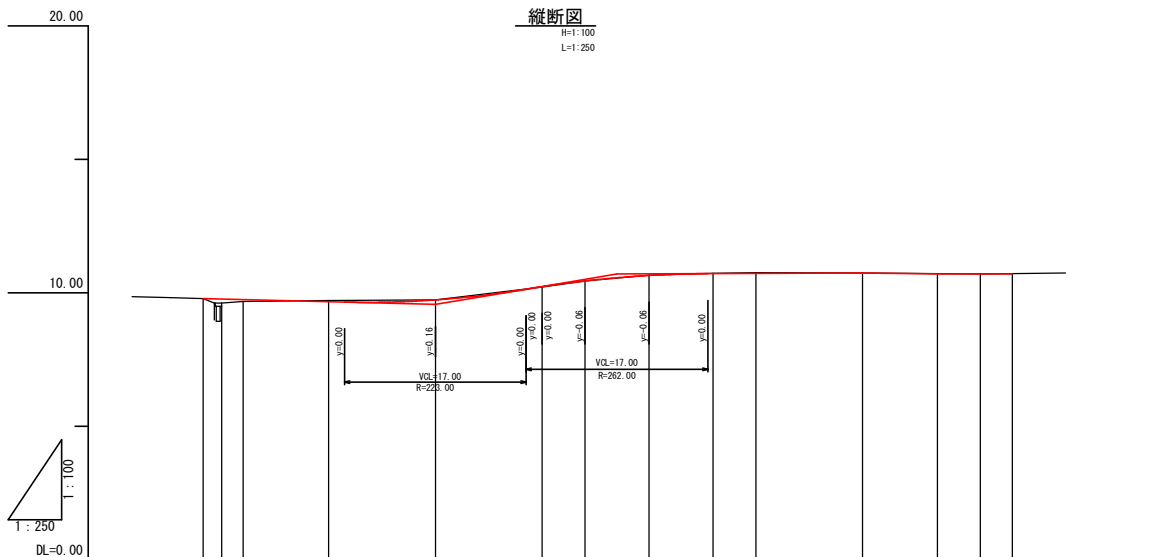 縦断図
H=1:100
L=1:250
20.00
10.00
y=0.00
y=0.16
y=0.00
y=0.00
y=0.00
y=-0.06
y=-0.06
y=0.00
VCL=17.00
R=223.00
VCL=17.00
R=262.00
1:100
1:250
DL=0.00